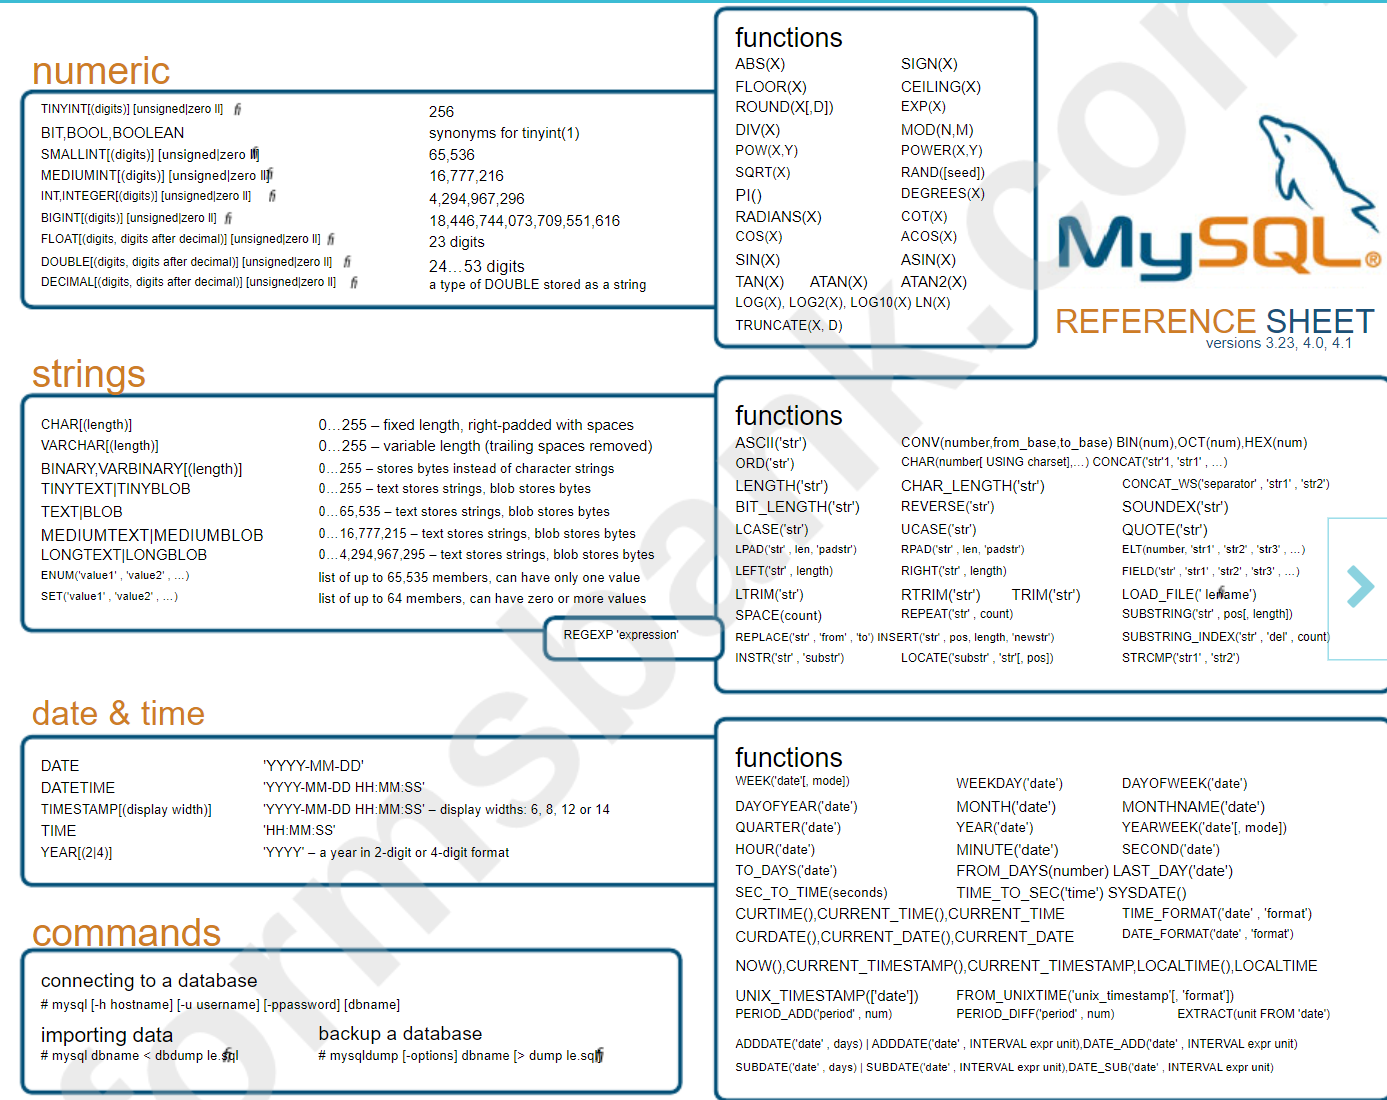 numeric
TINYINT[(digits)] [unsigned|zero ll] fi 256
BIT,BOOL,BOOLEAN synonyms for tinyint(1)
SMALLINT[(digits)] [unsigned|zero ll] fi 65,536
MEDIUMINT[(digits)] [unsigned|zero ll] fi 16,777,216
INT,INTEGER[(digits)] [unsigned|zero ll] fi 4,294,967,296
BIGINT[(digits)] [unsigned|zero ll] fi 18,446,744,073,709,551,616
FLOAT[(digits, digits after decimal)] [unsigned|zero ll] fi 23 digits
DOUBLE[(digits, digits after decimal)] [unsigned|zero ll] fi 24…53 digits
DECIMAL[(digits, digits after decimal)] [unsigned|zero ll] fi a type of DOUBLE stored as a string
functions
ABS(X) SIGN(X)
FLOOR(X) CEILING(X)
ROUND(X[,D]) EXP(X)
DIV(X) MOD(N,M)
POW(X,Y) POWER(X,Y)
SQRT(X) RAND([seed])
PI() DEGREES(X)
RADIANS(X) COT(X)
COS(X) ACOS(X)
SIN(X) ASIN(X)
TAN(X) ATAN(X) ATAN2(X)
LOG(X), LOG2(X), LOG10(X) LN(X)
TRUNCATE(X, D)
MySQL®
REFERENCE SHEET
versions 3.23, 4.0, 4.1
strings
CHAR[(length)] 0…255 – fixed length, right-padded with spaces
VARCHAR[(length)] 0…255 – variable length (trailing spaces removed)
BINARY,VARBINARY[(length)] 0…255 – stores bytes instead of character strings
TINYTEXT|TINYBLOB 0…255 – text stores strings, blob stores bytes
TEXT|BLOB 0…65,535 – text stores strings, blob stores bytes
MEDIUMTEXT|MEDIUMBLOB 0…16,777,215 – text stores strings, blob stores bytes
LONGTEXT|LONGBLOB 0…4,294,967,295 – text stores strings, blob stores bytes
ENUM('value1' , 'value2' , …) list of up to 65,535 members, can have only one value
SET('value1' , 'value2' , …) list of up to 64 members, can have zero or more values
REGEXP 'expression'
functions
ASCII('str') CONV(number,from_base,to_base) BIN(num),OCT(num),HEX(num)
ORD('str') CHAR(number[ USING charset],…) CONCAT('str'1, 'str1' , …)
LENGTH('str') CHAR_LENGTH('str') CONCAT_WS('separator' , 'str1' , 'str2')
BIT_LENGTH('str') REVERSE('str') SOUNDEX('str')
LCASE('str') UCASE('str') QUOTE('str')
LPAD('str' , len, 'padstr') RPAD('str' , len, 'padstr') ELT(number, 'str1' , 'str2' , 'str3' , …)
LEFT('str' , length) RIGHT('str' , length) FIELD('str' , 'str1' , 'str2' , 'str3' , …)
LTRIM('str') RTRIM('str') TRIM('str') LOAD_FILE(' lename') fi
SPACE(count) REPEAT('str' , count) SUBSTRING('str' , pos[, length])
REPLACE('str' , 'from' , 'to') INSERT('str' , pos, length, 'newstr') SUBSTRING_INDEX('str' , 'del' , count)
INSTR('str' , 'substr') LOCATE('substr' , 'str'[, pos]) STRCMP('str1' , 'str2')
date & time
DATE 'YYYY-MM-DD'
DATETIME 'YYYY-MM-DD HH:MM:SS'
TIMESTAMP[(display width)] 'YYYY-MM-DD HH:MM:SS' – display widths: 6, 8, 12 or 14
TIME 'HH:MM:SS'
YEAR[(2|4)] 'YYYY' – a year in 2-digit or 4-digit format
functions
WEEK('date'[, mode]) WEEKDAY('date') DAYOFWEEK('date')
DAYOFYEAR('date') MONTH('date') MONTHNAME('date')
QUARTER('date') YEAR('date') YEARWEEK('date'[, mode])
HOUR('date') MINUTE('date') SECOND('date')
TO_DAYS('date') FROM_DAYS(number) LAST_DAY('date')
SEC_TO_TIME(seconds) TIME_TO_SEC('time') SYSDATE()
CURTIME(),CURRENT_TIME(),CURRENT_TIME TIME_FORMAT('date' , 'format')
CURDATE(),CURRENT_DATE(),CURRENT_DATE DATE_FORMAT('date' , 'format')
NOW(),CURRENT_TIMESTAMP(),CURRENT_TIMESTAMP,LOCALTIME(),LOCALTIME
UNIX_TIMESTAMP(['date']) FROM_UNIXTIME('unix_timestamp'[, 'format'])
PERIOD_ADD('period' , num) PERIOD_DIFF('period' , num) EXTRACT(unit FROM 'date')
ADDDATE('date' , days) | ADDDATE('date' , INTERVAL expr unit),DATE_ADD('date' , INTERVAL expr unit)
SUBDATE('date' , days) | SUBDATE('date' , INTERVAL expr unit),DATE_SUB('date' , INTERVAL expr unit)
commands
connecting to a database
# mysql [-h hostname] [-u username] [-ppassword] [dbname]
importing data
# mysql dbname < dbdump le.sql fi
backup a database
# mysqldump [-options] dbname [> dump le.sql] fi
formsbank.com